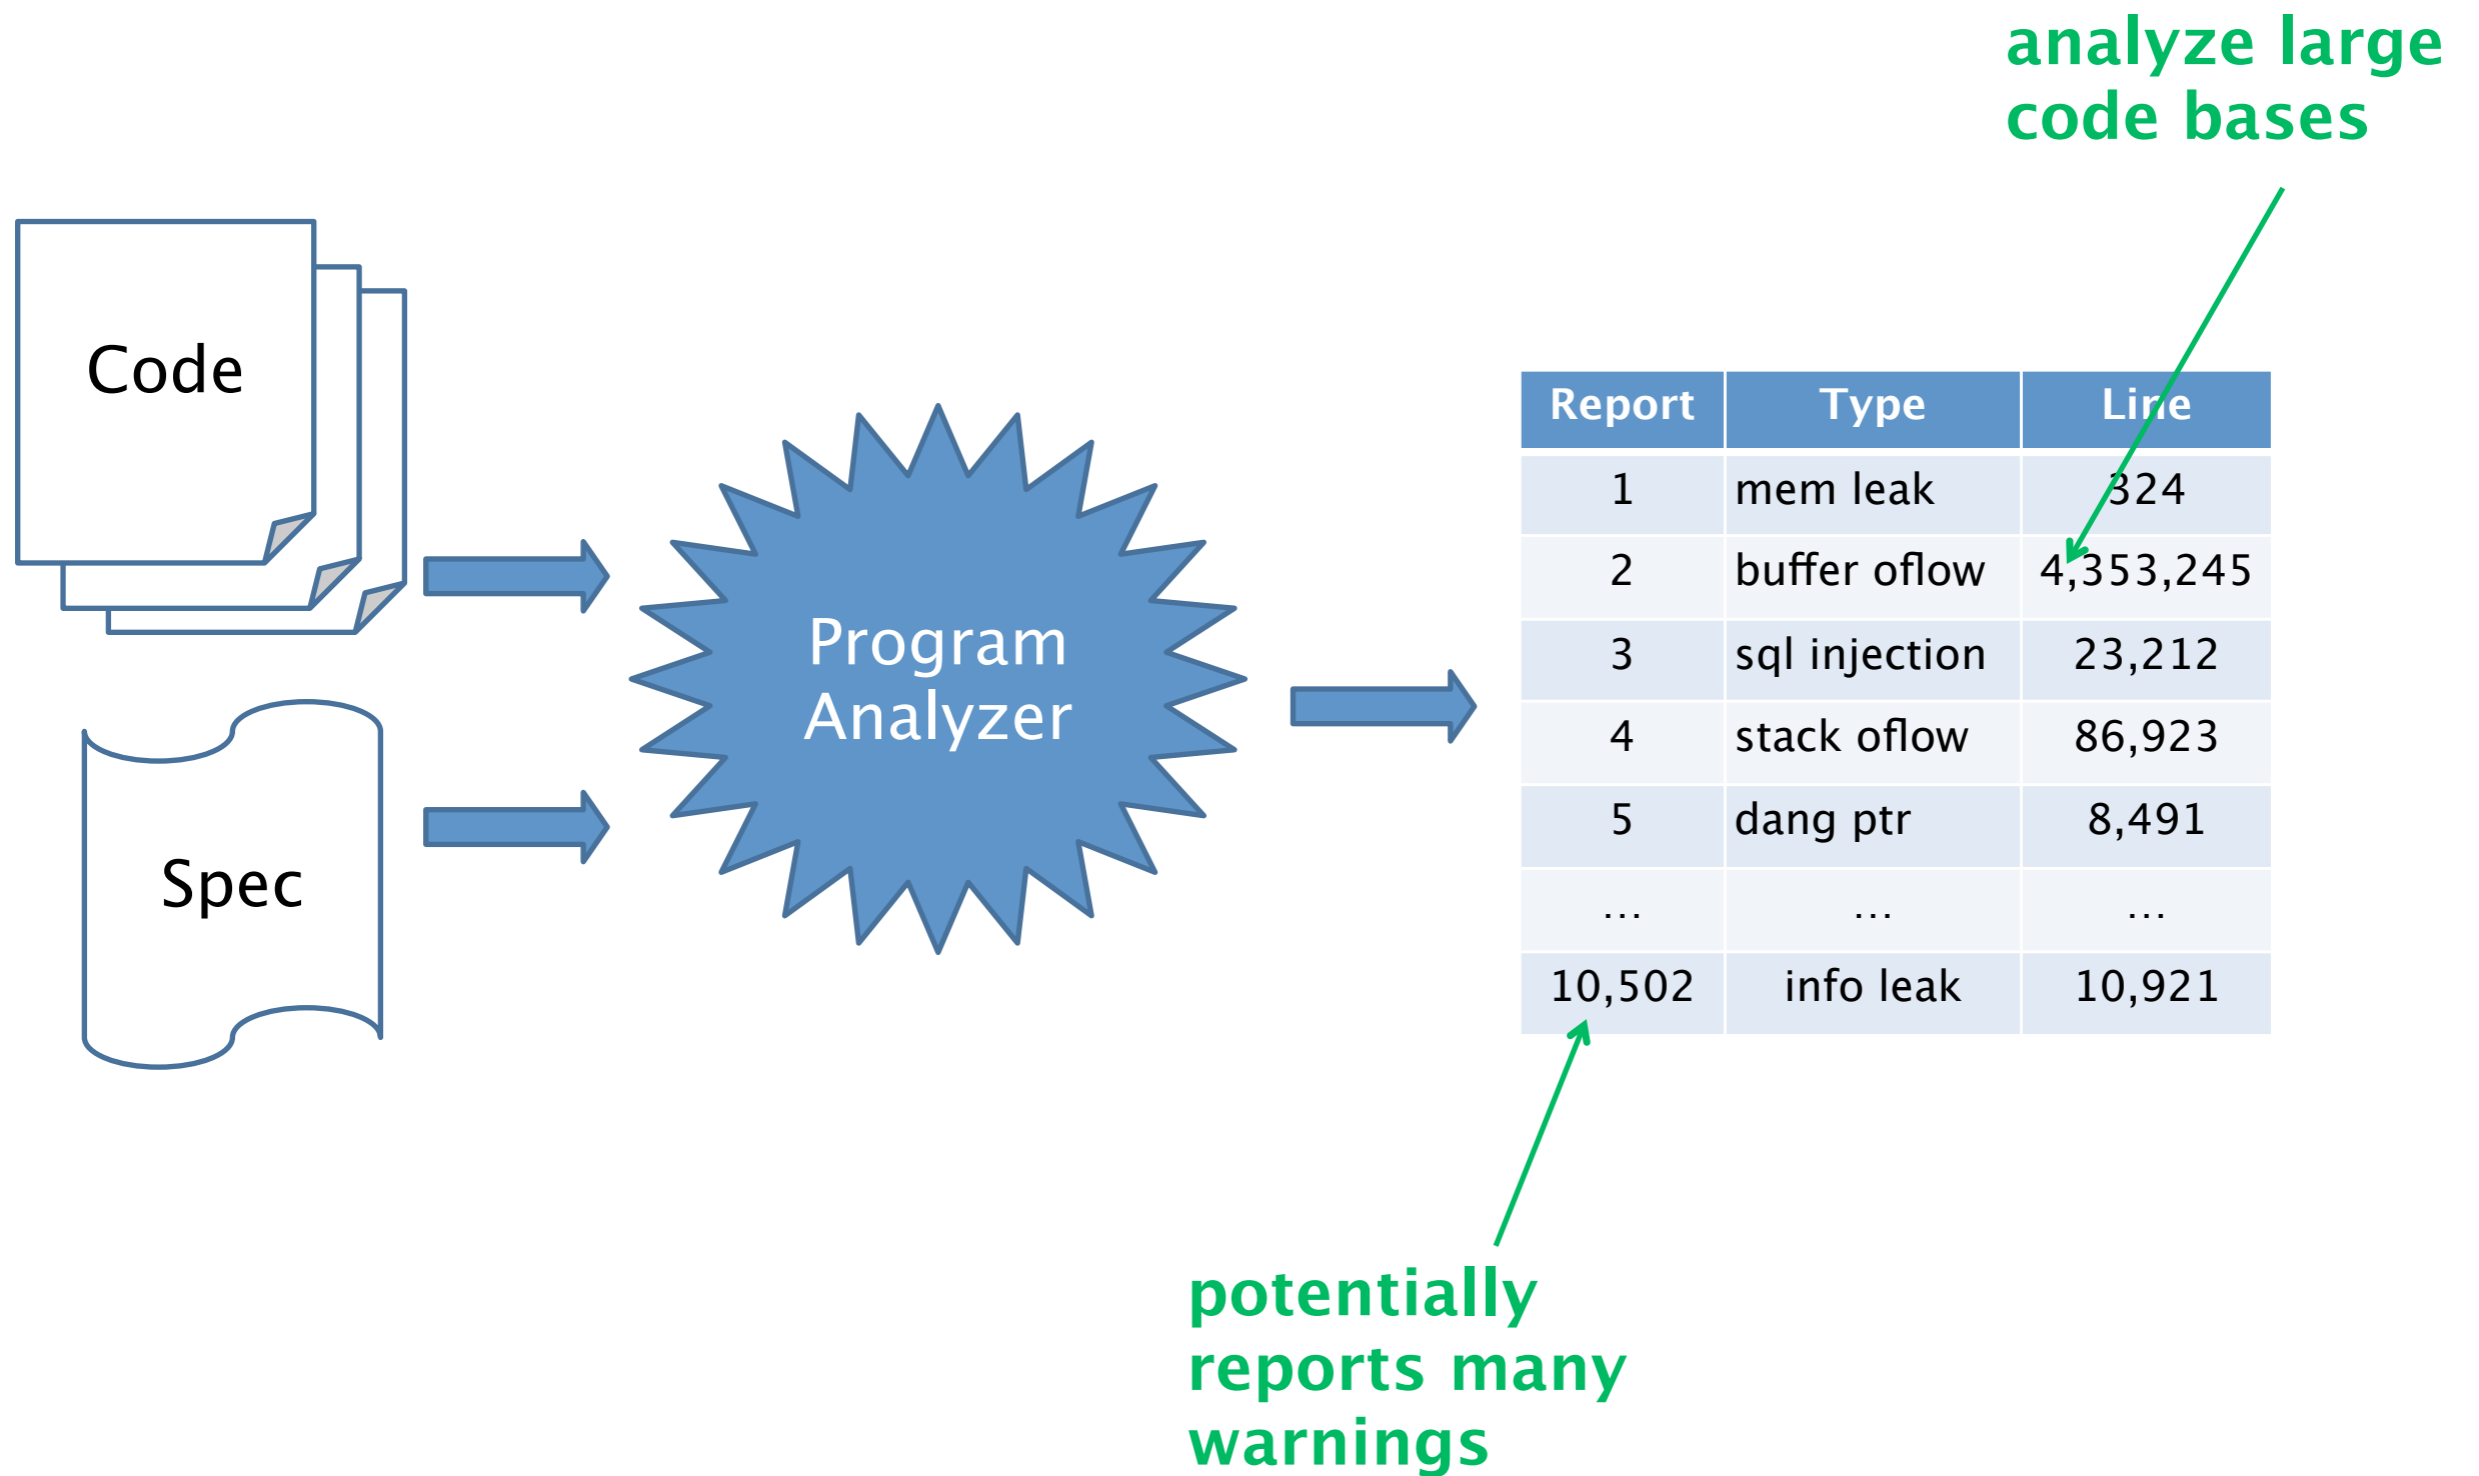 analyze large
code bases
Code
Spec
Program
Analyzer
Report Type Line
1 mem leak 324
2 buffer oflow 4,353,245
3 sql injection 23,212
4 stack oflow 86,923
5 dang ptr 8,491
… … …
10,502 info leak 10,921
potentially
reports many
warnings